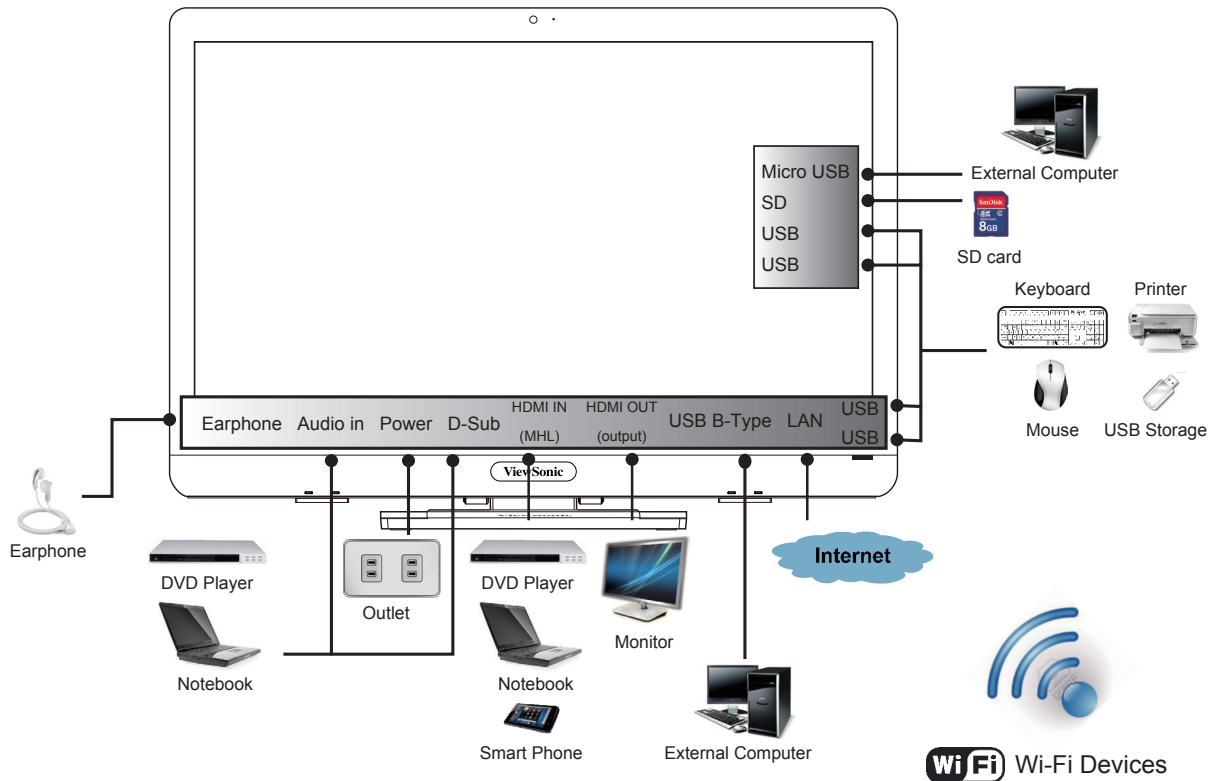 External Computer
Micro USB
SD
USB
USB
SanDisk
8GB
SD card
Keyboard
Printer
Mouse
USB Storage
Earphone
Audio in
Power
D-Sub
HDMI IN
(MHL)
HDMI OUT
(output)
USB B-Type
LAN
USB
USB
ViewSonic
Earphone
DVD Player
Notebook
Outlet
DVD Player
Notebook
Smart Phone
Monitor
External Computer
Internet
Wi Fi
Wi-Fi Devices